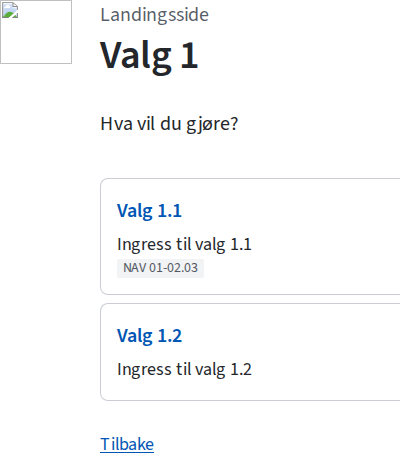 Landingsside
Valg 1
Hva vil du gjøre?
Valg 1.1
Ingress til valg 1.1
NAV 01-02.03
Valg 1.2
Ingress til valg 1.2
Tilbake